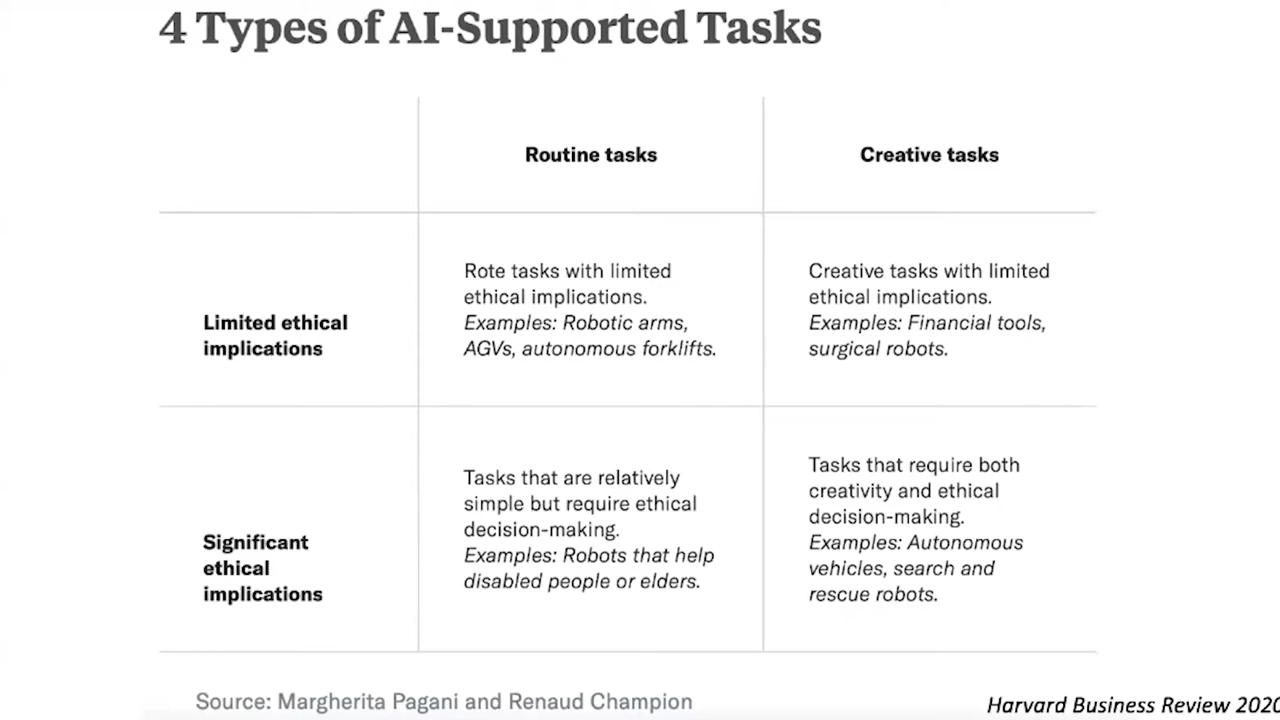 4 Types of AI-Supported Tasks
Routine tasks
Creative tasks
Limited ethical
implications
Rote tasks with limited
ethical implications.
Examples: Robotic arms,
AGVs, autonomous forklifts.
Creative tasks with limited
ethical implications.
Examples: Financial tools,
surgical robots.
Significant
ethical
implications
Tasks that are relatively
simple but require ethical
decision-making.
Examples: Robots that help
disabled people or elders.
Tasks that require both
creativity and ethical
decision-making.
Examples: Autonomous
vehicles, search and
rescue robots.
Source: Margherita Pagani and Renaud Champion
Harvard Business Review 2020